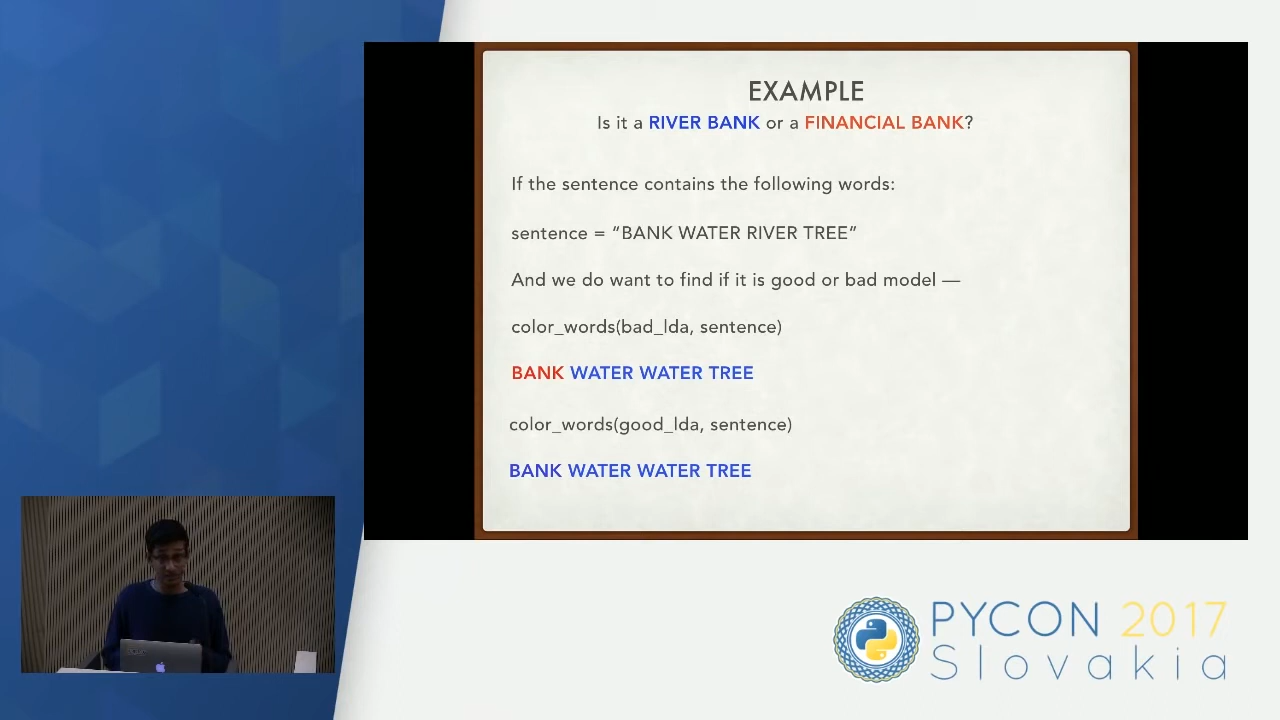 EXAMPLE
Is it a RIVER BANK or a FINANCIAL BANK?
If the sentence contains the following words:
sentence = “BANK WATER RIVER TREE”
And we do want to find if it is good or bad model —
color_words(bad_lda, sentence)
BANK WATER WATER TREE
color_words(good_lda, sentence)
BANK WATER WATER TREE
PYCON 2017
Slovakia